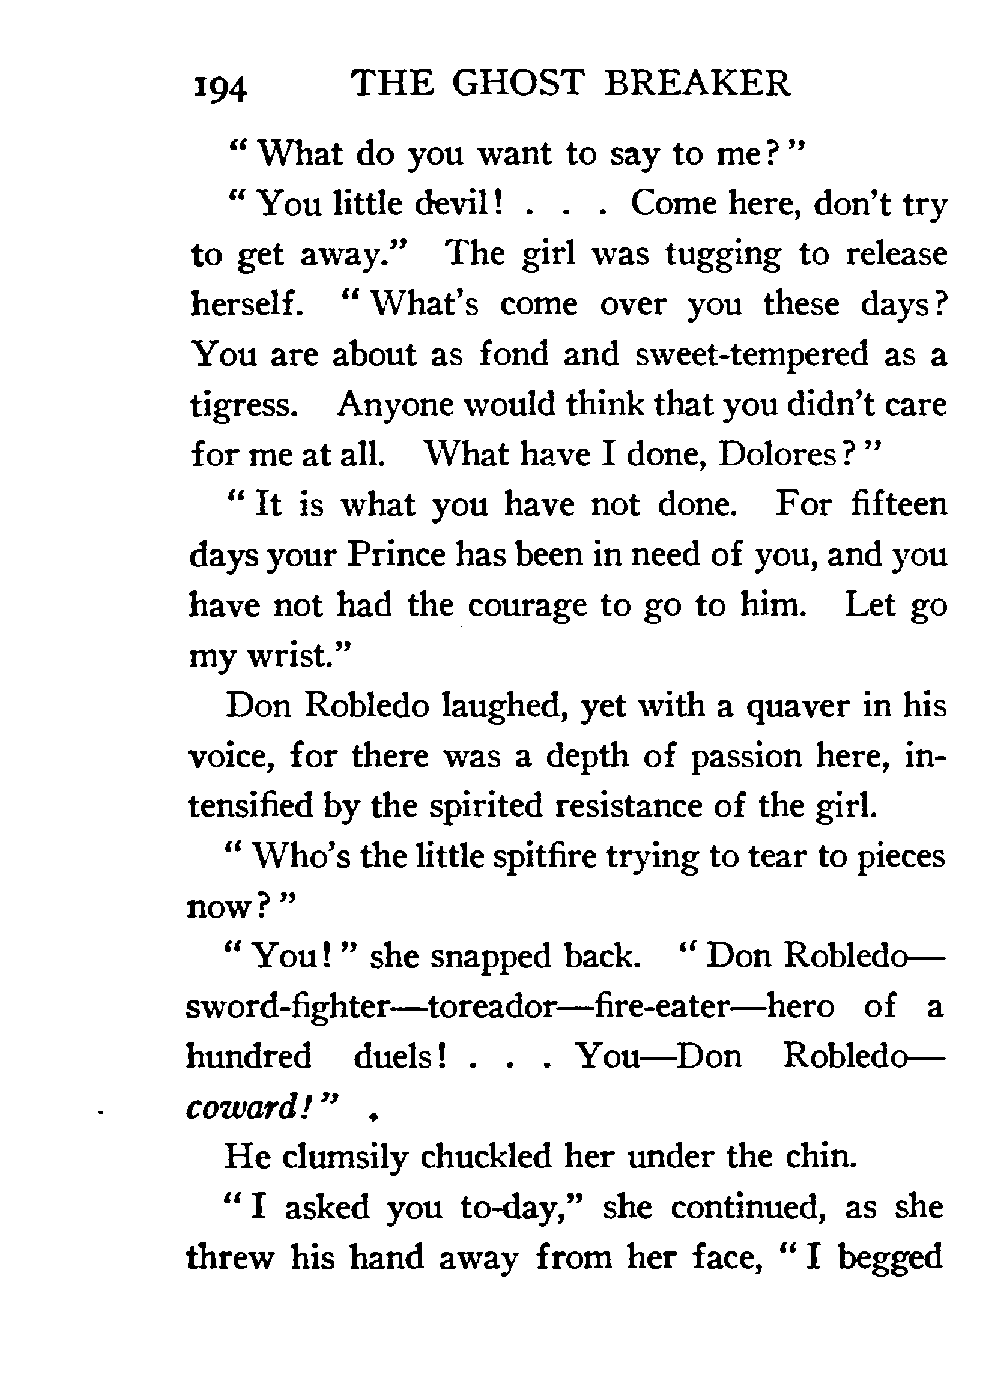 194 THE GHOST BREAKER
“ What do you want to say to me? ”
“ You little devil! . . . Come here, don’t try
to get away.” The girl was tugging to release
herself. “ What’s come over you these days?
You are about as fond and sweet-tempered as a
tigress. Anyone would think that you didn’t care
for me at all. What have I done, Dolores? ”
“ It is what you have not done. For fifteen
days your Prince has been in need of you, and you
have not had the courage to go to him. Let go
my wrist.”
Don Robledo laughed, yet with a quaver in his
voice, for there was a depth of passion here, in-
tensified by the spirited resistance of the girl.
“ Who’s the little spitfire trying to tear to pieces
now? ”
“ You! ” she snapped back. “ Don Robledo—
sword-fighter—toreador—fire-eater—hero of a
hundred duels! . . . You—Don Robledo—
coward! ”
He clumsily chuckled her under the chin.
“ I asked you to-day,” she continued, as she
threw his hand away from her face, “ I begged